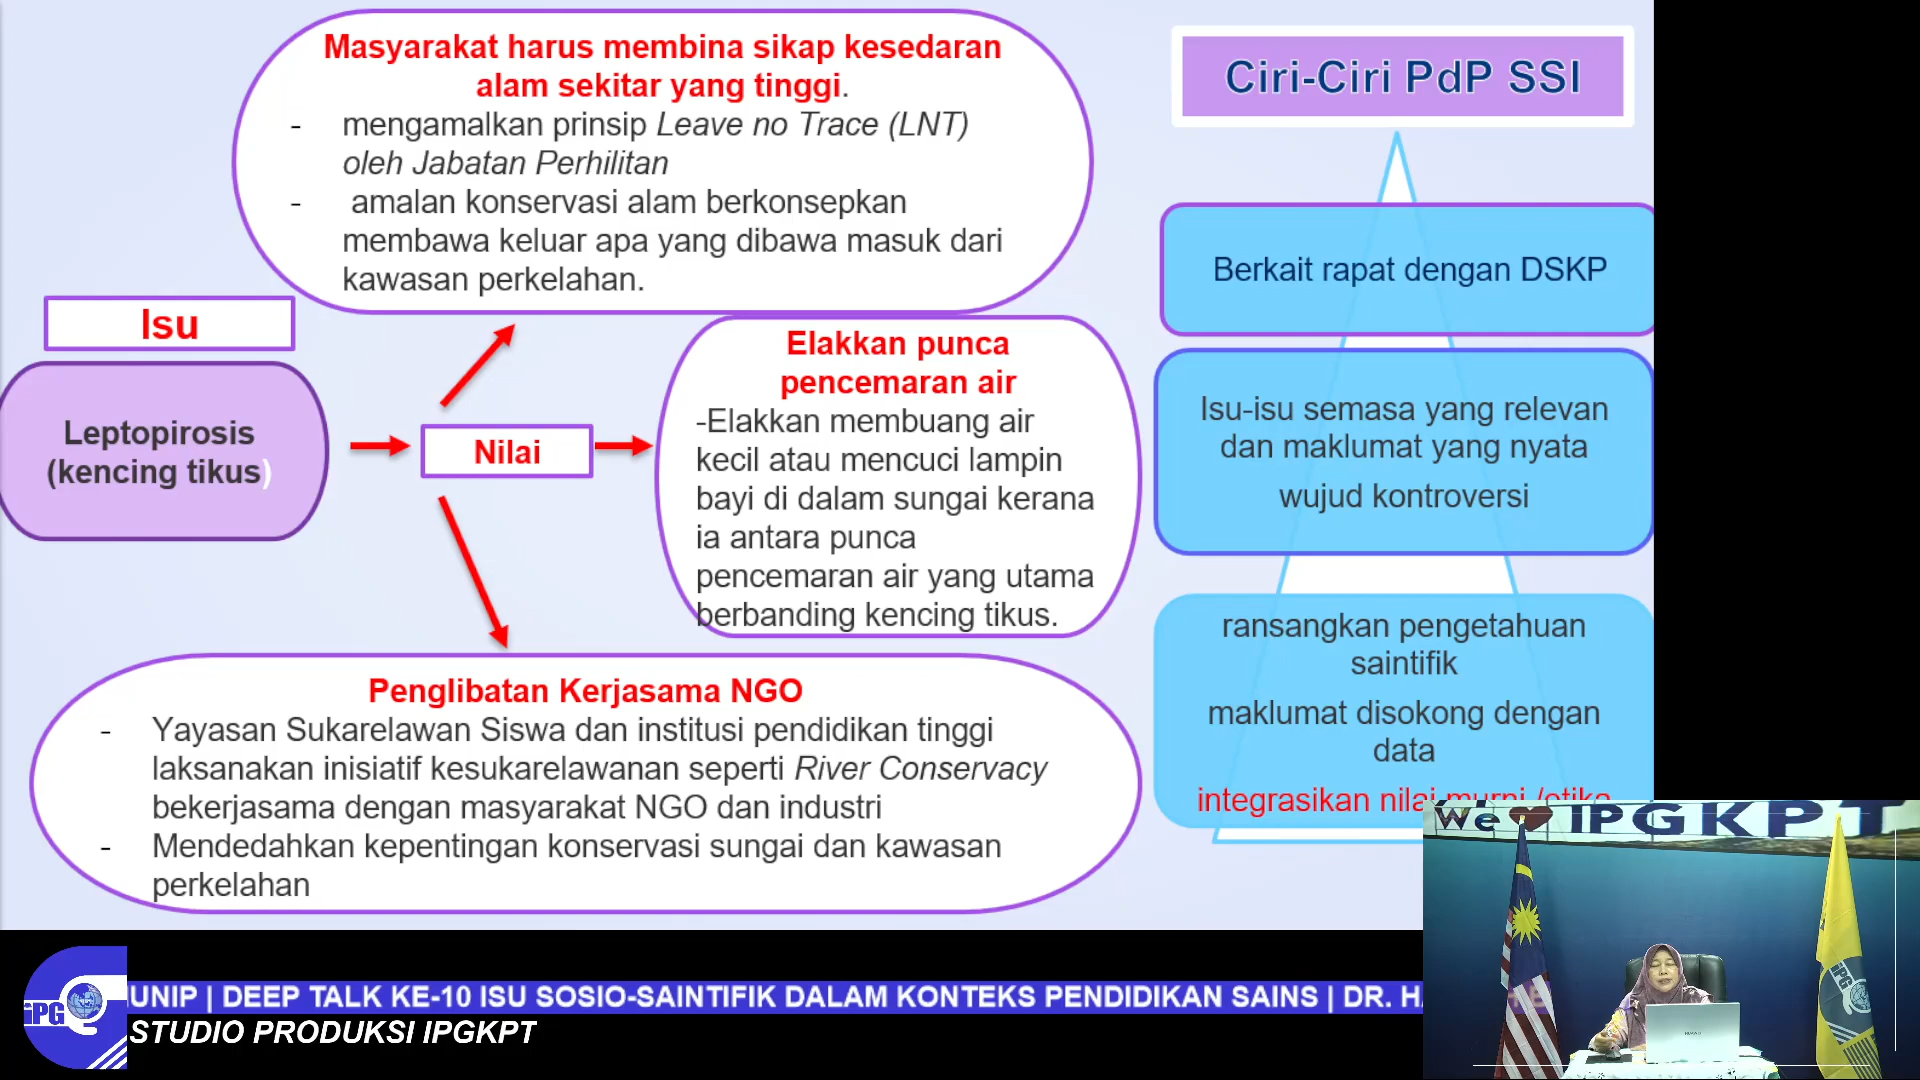 Masyarakat harus membina sikap kesedaran
alam sekitar yang tinggi.
- mengamalkan prinsip Leave no Trace (LNT)
oleh Jabatan Perhilitan
- amalan konservasi alam berkonsepkan
membawa keluar apa yang dibawa masuk dari
kawasan perkelahan.
Isu
Leptopirosis
(kencing tikus)
Nilai
Elakkan punca
pencemaran air
-Elakkan membuang air
kecil atau mencuci lampin
bayi di dalam sungai kerana
ia antara punca
pencemaran air yang utama
berbanding kencing tikus.
Penglibatan Kerjasama NGO
- Yayasan Sukarelawan Siswa dan institusi pendidikan tinggi
laksanakan inisiatif kesukarelawanan seperti River Conservacy
bekerjasama dengan masyarakat NGO dan industri
- Mendedahkan kepentingan konservasi sungai dan kawasan
perkelahan
Ciri-Ciri PdP SSI
Berkait rapat dengan DSKP
Isu-isu semasa yang relevan
dan maklumat yang nyata
wujud kontroversi
ransangkan pengetahuan
saintifik
maklumat disokong dengan
data
integrasikan nilai murni /etika
We IPGKPT
iPG
UNIP | DEEP TALK KE-10 ISU SOSIO-SAINTIFIK DALAM KONTEKS PENDIDIKAN SAINS | DR.
STUDIO PRODUKSI IPGKPT